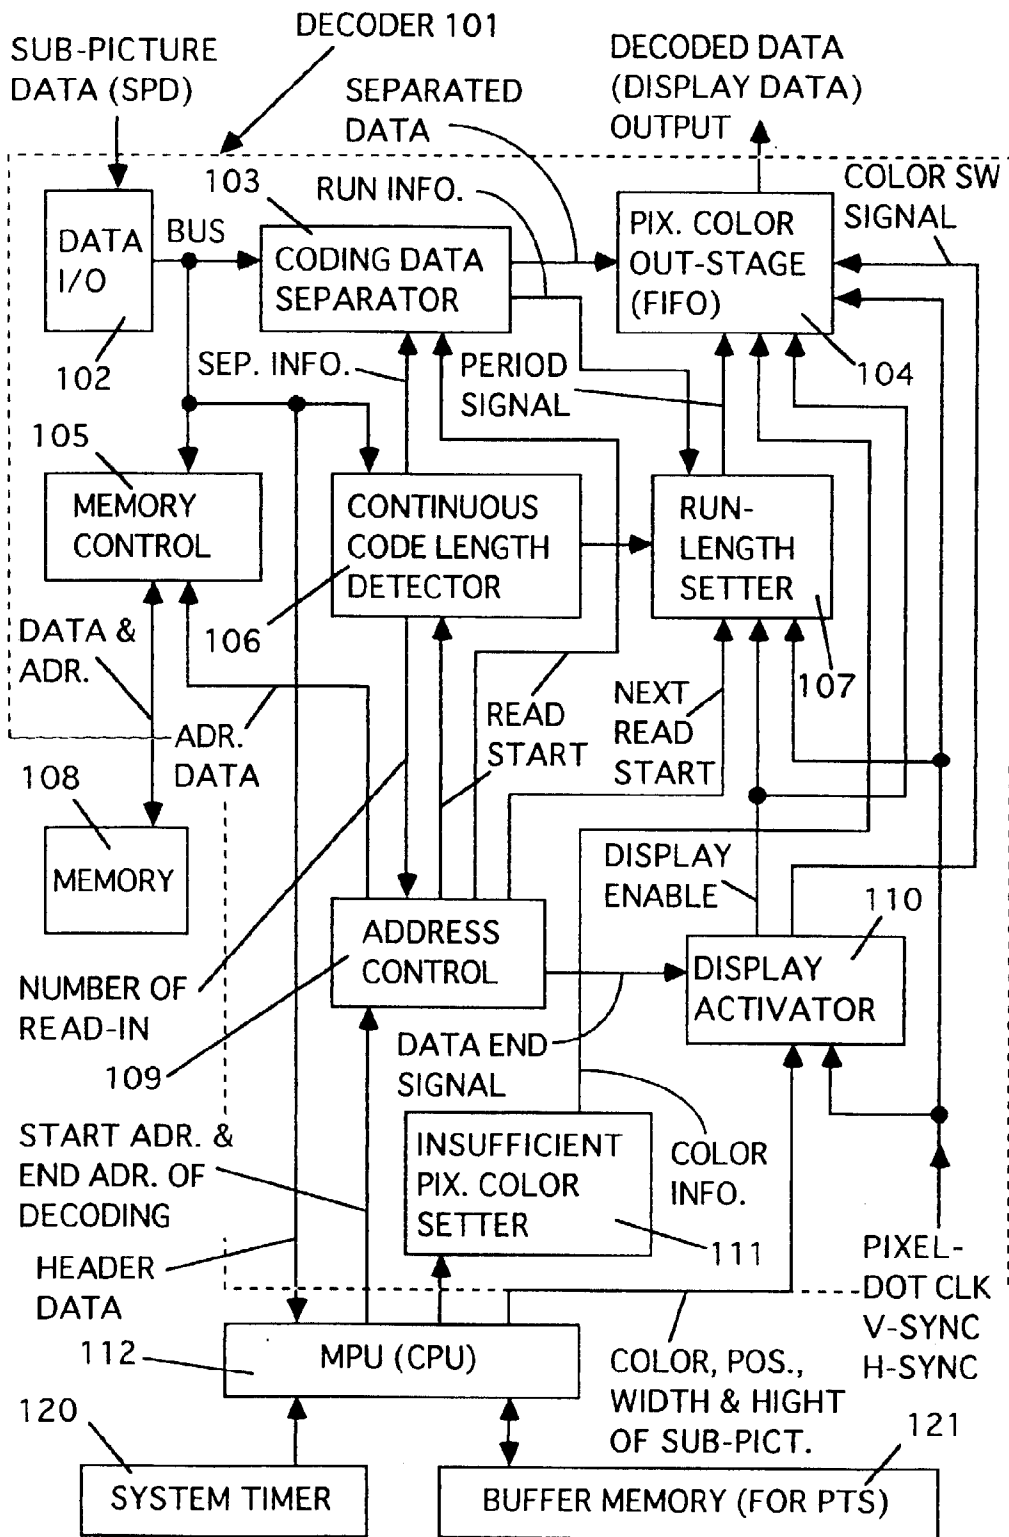 DECODER 101
SUB-PICTURE
DATA (SPD)
SEPARATED
DATA
DECODED DATA
(DISPLAY DATA)
OUTPUT
103
RUN INFO.
COLOR SW
SIGNAL
DATA
I/O
BUS
CODING DATA
SEPARATOR
PIX. COLOR
OUT-STAGE
(FIFO)
102
SEP. INFO.
PERIOD
SIGNAL
104
105
MEMORY
CONTROL
CONTINUOUS
CODE LENGTH
DETECTOR
RUN-
LENGTH
SETTER
DATA &
ADR.
106
107
ADR.
DATA
READ
START
NEXT
READ
START
108
MEMORY
DISPLAY
ENABLE
110
ADDRESS
CONTROL
DISPLAY
ACTIVATOR
NUMBER OF
READ-IN
109
DATA END
SIGNAL
START ADR. &
END ADR. OF
DECODING
INSUFFICIENT
PIX. COLOR
SETTER
COLOR
INFO.
111
HEADER
DATA
PIXEL-
DOT CLK
V-SYNC
H-SYNC
112
MPU (CPU)
COLOR, POS.,
WIDTH & HIGHT
OF SUB-PICT.
120
121
SYSTEM TIMER
BUFFER MEMORY (FOR PTS)